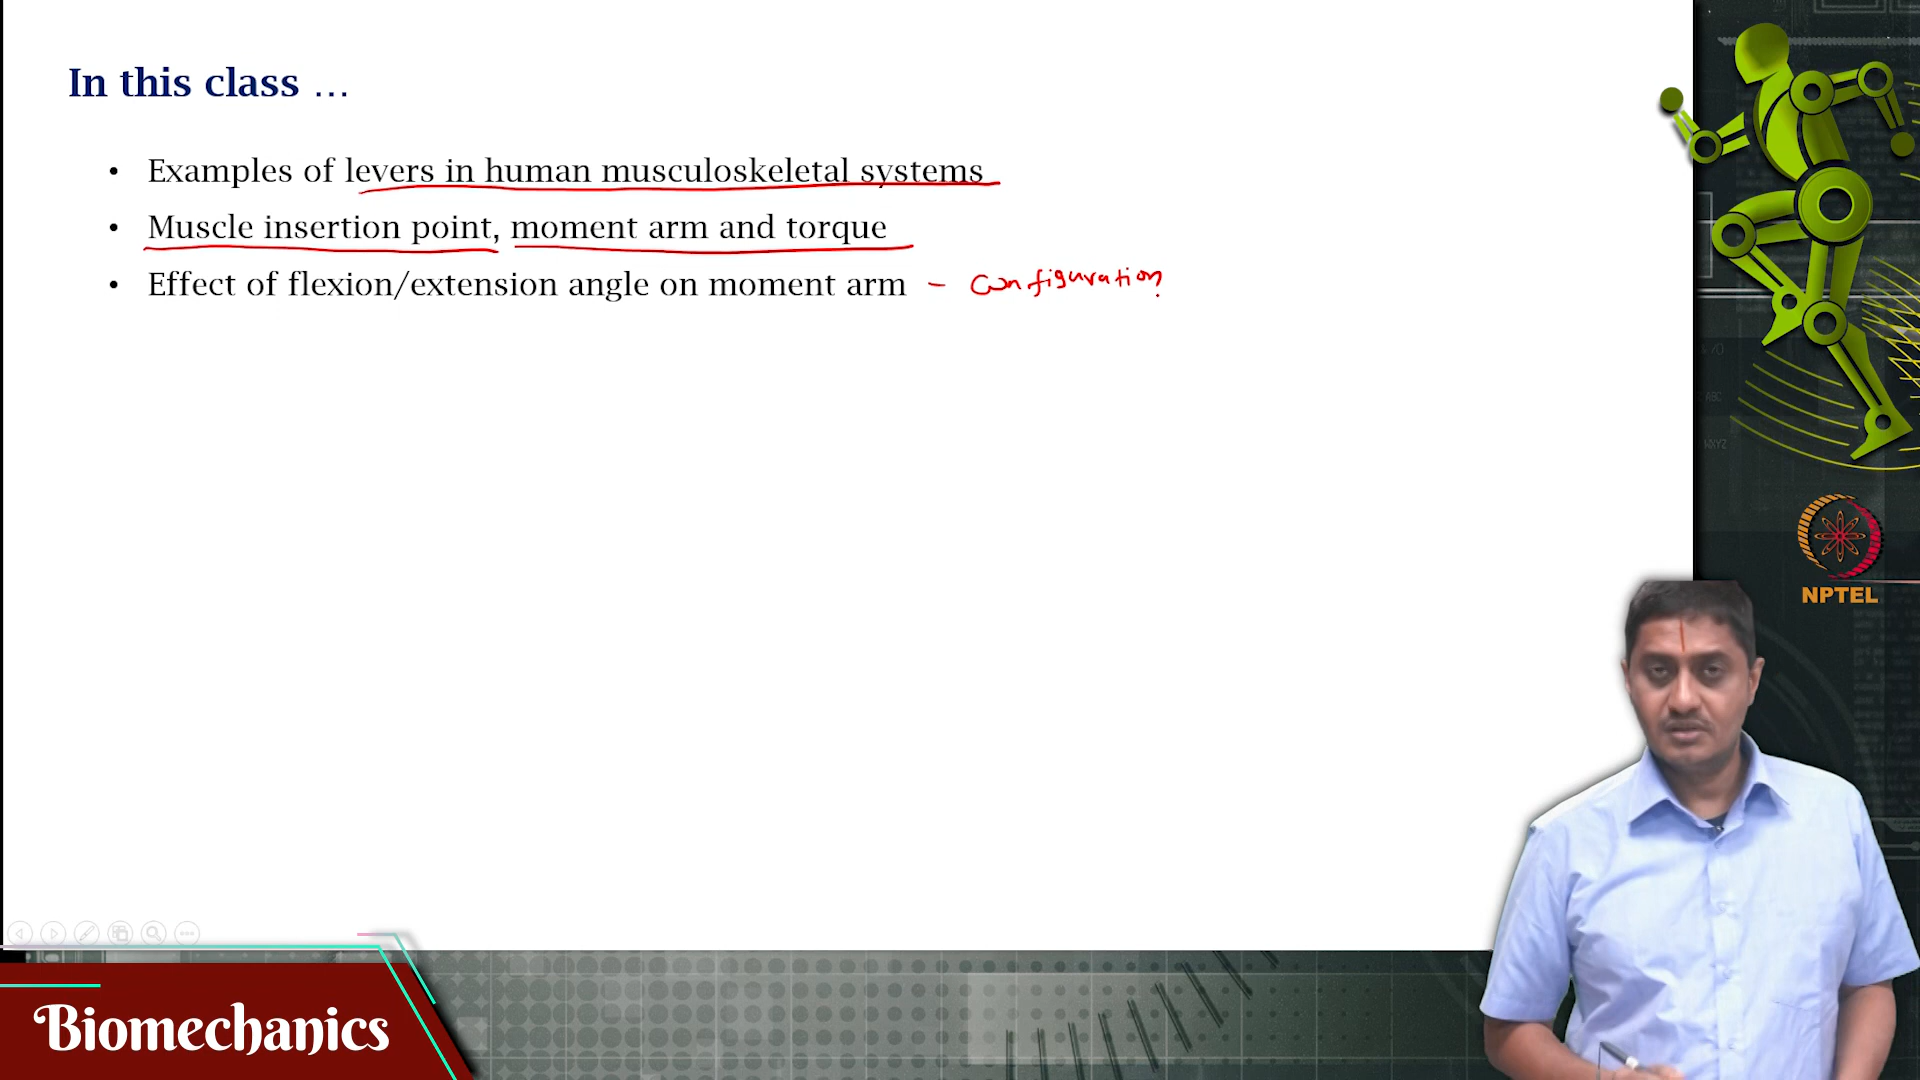 In this class …
• Examples of levers in human musculoskeletal systems
• Muscle insertion point, moment arm and torque
• Effect of flexion/extension angle on moment arm – configuration
NPTEL
Biomechanics